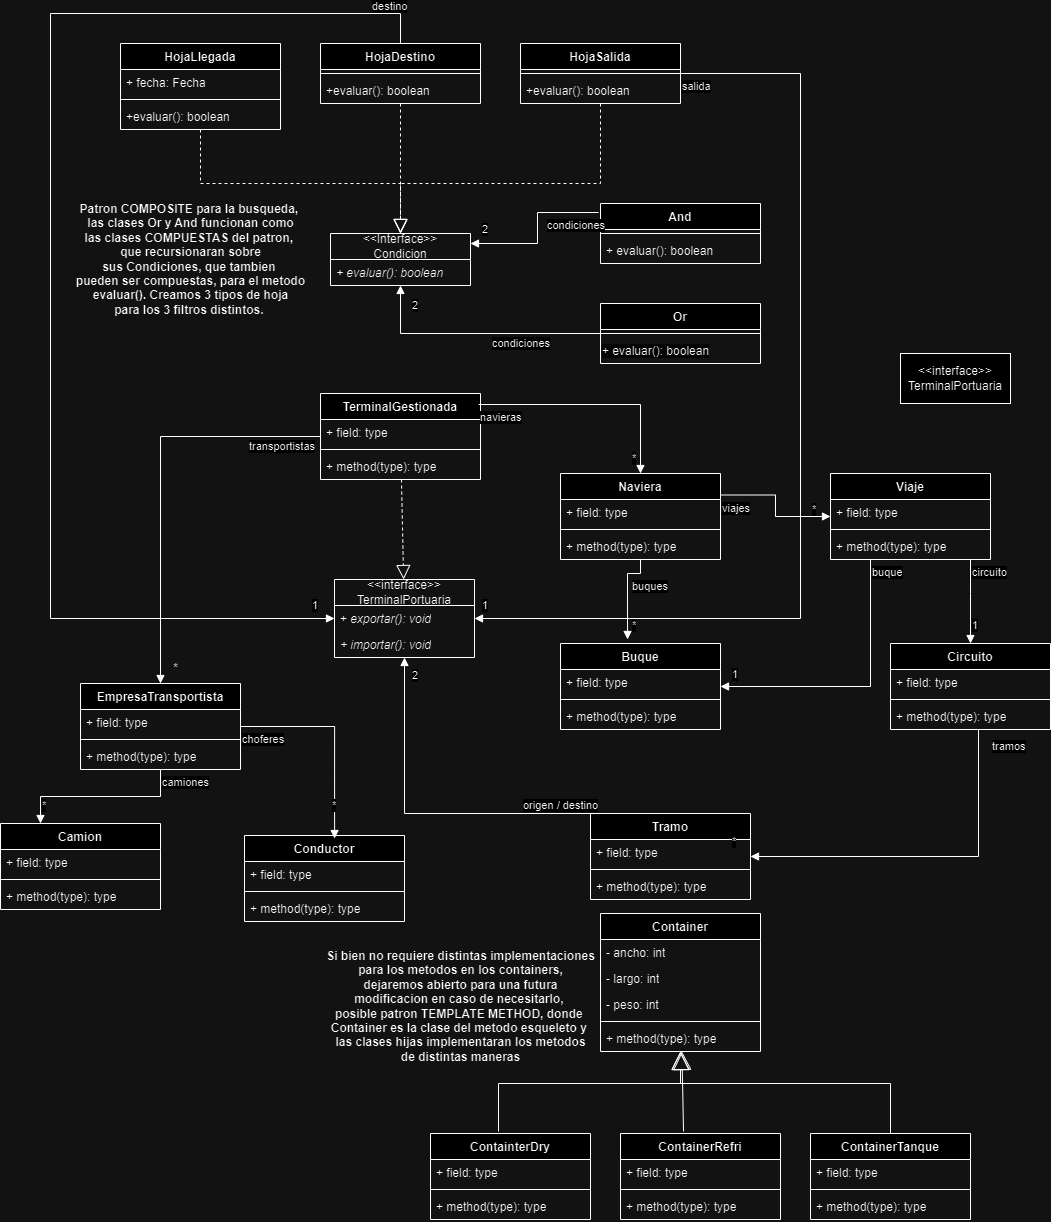 destino
HojaLlegada
+ fecha: Fecha
+evaluar(): boolean
HojaDestino
+evaluar(): boolean
HojaSalida
+evaluar(): boolean
salida
Patron COMPOSITE para la busqueda,
las clases Or y And funcionan como
las clases COMPUESTAS del patron,
que recursionaran sobre
sus Condiciones, que tambien
pueden ser compuestas, para el metodo
evaluar(). Creamos 3 tipos de hoja
para los 3 filtros distintos.
<<interface>>
Condicion
+ evaluar(): boolean
2
condiciones
And
+ evaluar(): boolean
2
condiciones
Or
+ evaluar(): boolean
<<interface>>
TerminalPortuaria
TerminalGestionada
+ field: type
+ method(type): type
navieras
*
transportistas
*
Naviera
+ field: type
+ method(type): type
viajes
*
Viaje
+ field: type
+ method(type): type
buques
*
buque
1
circuito
1
<<interface>>
TerminalPortuaria
+ exportar(): void
+ importar(): void
1
1
2
Buque
+ field: type
+ method(type): type
Circuito
+ field: type
+ method(type): type
tramos
*
EmpresaTransportista
+ field: type
+ method(type): type
choferes
*
camiones
*
Camion
+ field: type
+ method(type): type
Conductor
+ field: type
+ method(type): type
origen / destino
Tramo
+ field: type
+ method(type): type
Si bien no requiere distintas implementaciones
para los metodos en los containers,
dejaremos abierto para una futura
modificacion en caso de necesitarlo,
posible patron TEMPLATE METHOD, donde
Container es la clase del metodo esqueleto y
las clases hijas implementaran los metodos
de distintas maneras
Container
- ancho: int
- largo: int
- peso: int
+ method(type): type
ContainterDry
+ field: type
+ method(type): type
ContainerRefri
+ field: type
+ method(type): type
ContainerTanque
+ field: type
+ method(type): type